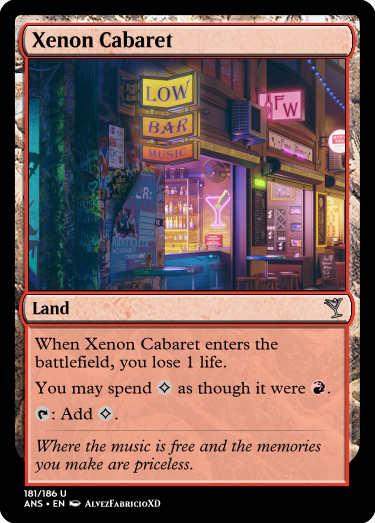 Xenon Cabaret
LOW
BAR
MUSIC
FW
Land
When Xenon Cabaret enters the
battlefield, you lose 1 life.
You may spend as though it were .
: Add .
Where the music is free and the memories
you make are priceless.
181/186 U
ANS • EN AlvezFabricioXD